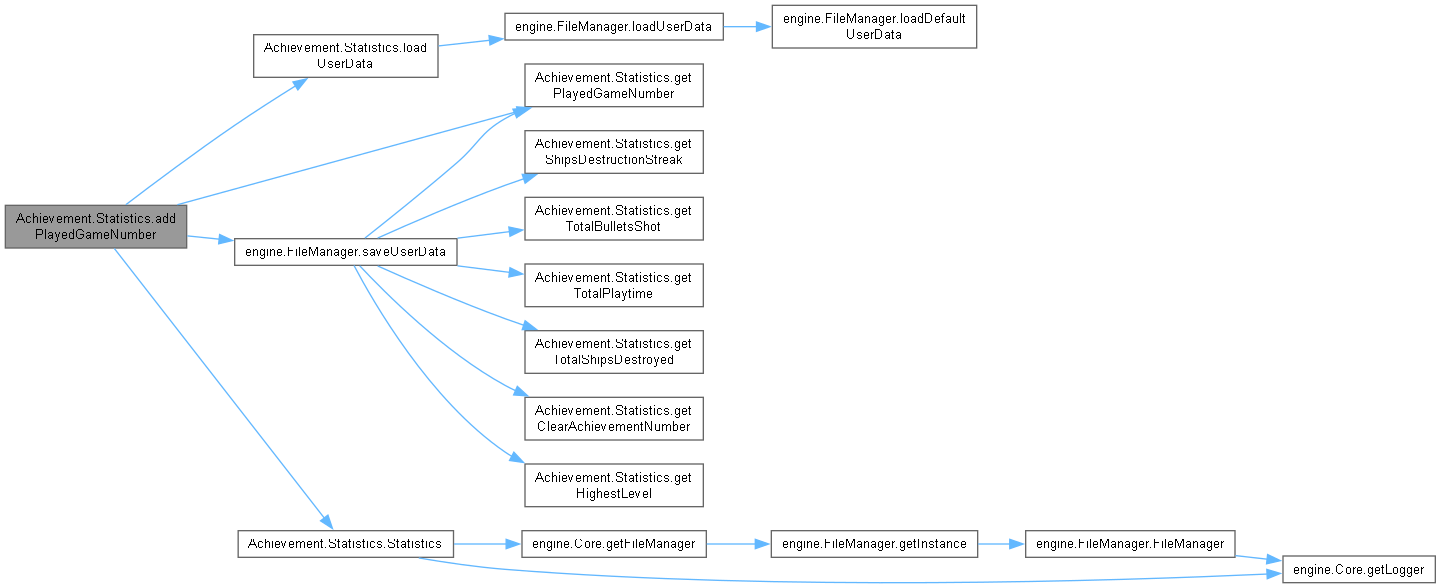 Achievement.Statistics.add
PlayedGameNumber
Achievement.Statistics.load
UserData
engine.FileManager.loadUserData
engine.FileManager.loadDefault
UserData
Achievement.Statistics.get
PlayedGameNumber
engine.FileManager.saveUserData
Achievement.Statistics.get
ShipsDestructionStreak
Achievement.Statistics.get
TotalBulletsShot
Achievement.Statistics.get
TotalPlaytime
Achievement.Statistics.get
TotalShipsDestroyed
Achievement.Statistics.get
ClearAchievementNumber
Achievement.Statistics.get
HighestLevel
Achievement.Statistics.Statistics
engine.Core.getFileManager
engine.FileManager.getInstance
engine.FileManager.FileManager
engine.Core.getLogger